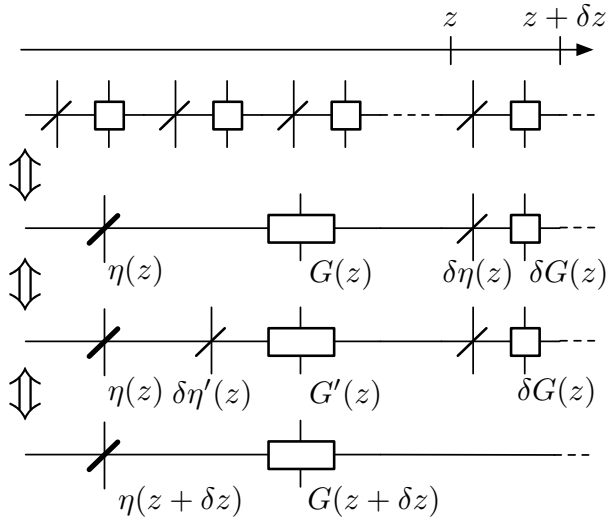 z z + δz
η(z) G(z) δη(z) δG(z)
η(z) δη′(z) G′(z) δG(z)
η(z + δz) G(z + δz)